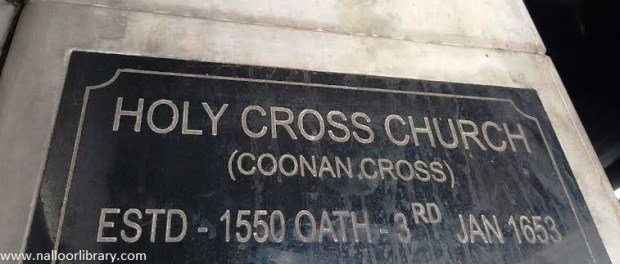 HOLY CROSS CHURCH
(COONAN CROSS)
ESTD - 1550 OATH - 3RD JAN 1653
www.nalloorlibrary.com